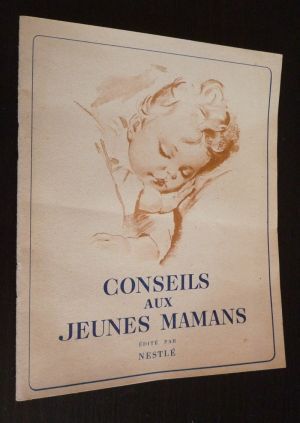 CONSEILS
AUX
JEUNES MAMANS
ÉDITÉ PAR
NESTLÉ